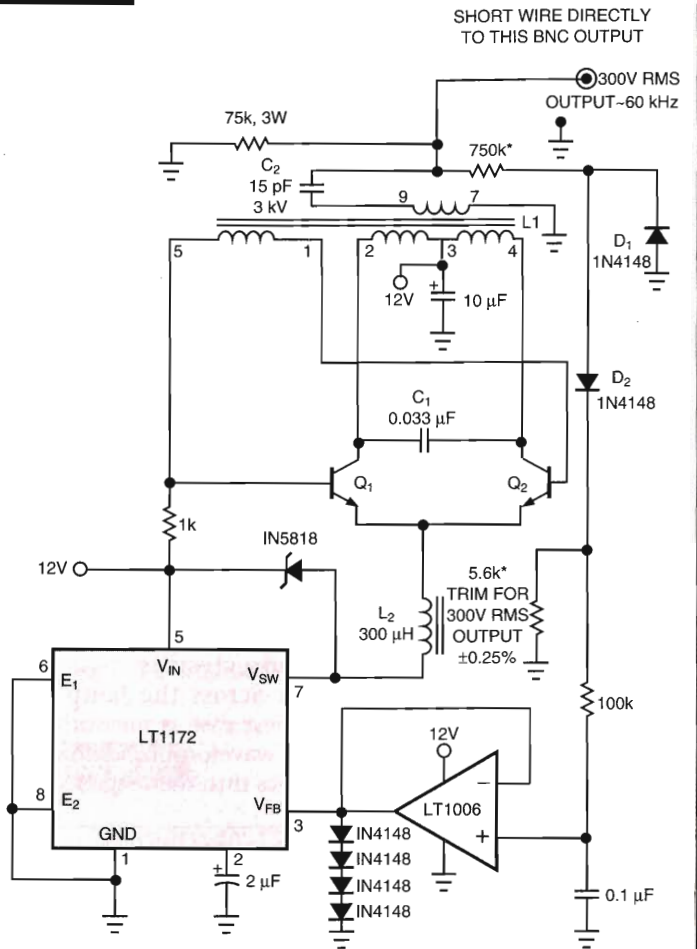 SHORT WIRE DIRECTLY
TO THIS BNC OUTPUT
300V RMS
OUTPUT~60 kHz
75k, 3W
750k*
C2
15 pF
3 kV
9
7
L1
5
1
2
3
4
D1
1N4148
12V
+
10 µF
D2
1N4148
C1
0.033 µF
Q1
Q2
1k
IN5818
12V
5.6k*
TRIM FOR
300V RMS
OUTPUT
±0.25%
L2
300 µH
5
6
E1
VIN
VSW
7
100k
LT1172
12V
−
LT1006
+
8
E2
VFB
3
GND
1
2
+
2 µF
IN4148
IN4148
IN4148
IN4148
0.1 µF